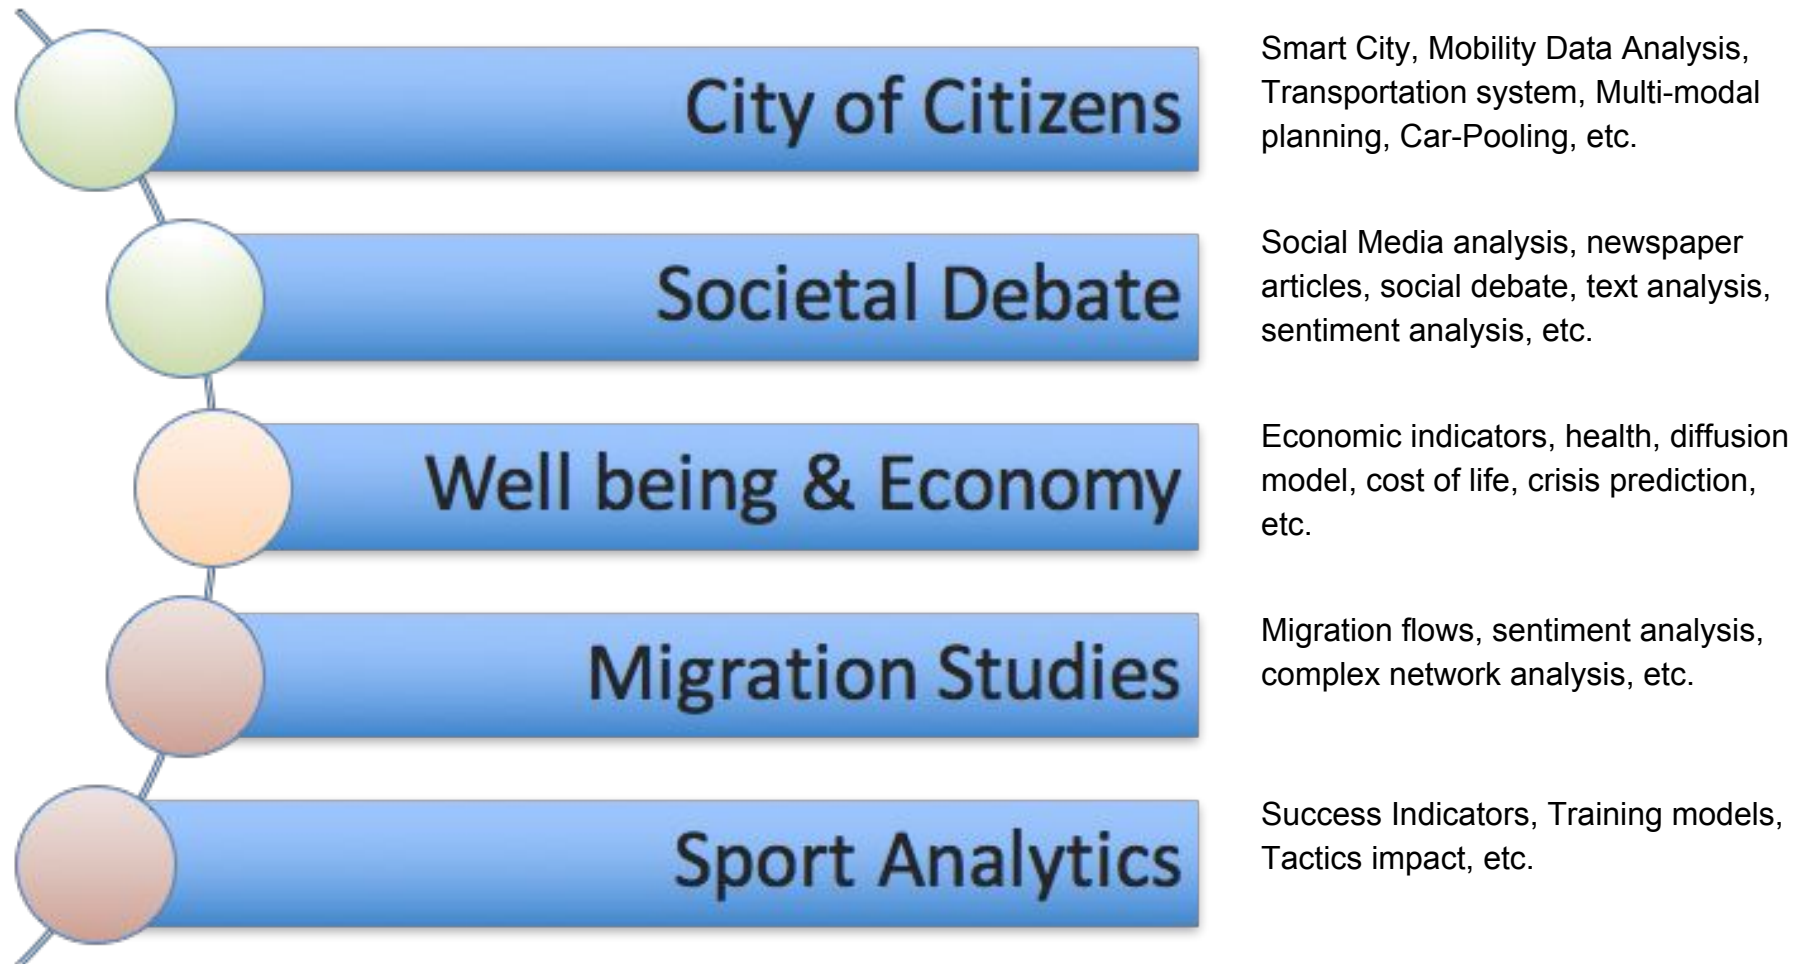 City of Citizens
Smart City, Mobility Data Analysis,
Transportation system, Multi-modal
planning, Car-Pooling, etc.
Societal Debate
Social Media analysis, newspaper
articles, social debate, text analysis,
sentiment analysis, etc.
Well being & Economy
Economic indicators, health, diffusion
model, cost of life, crisis prediction,
etc.
Migration Studies
Migration flows, sentiment analysis,
complex network analysis, etc.
Sport Analytics
Success Indicators, Training models,
Tactics impact, etc.